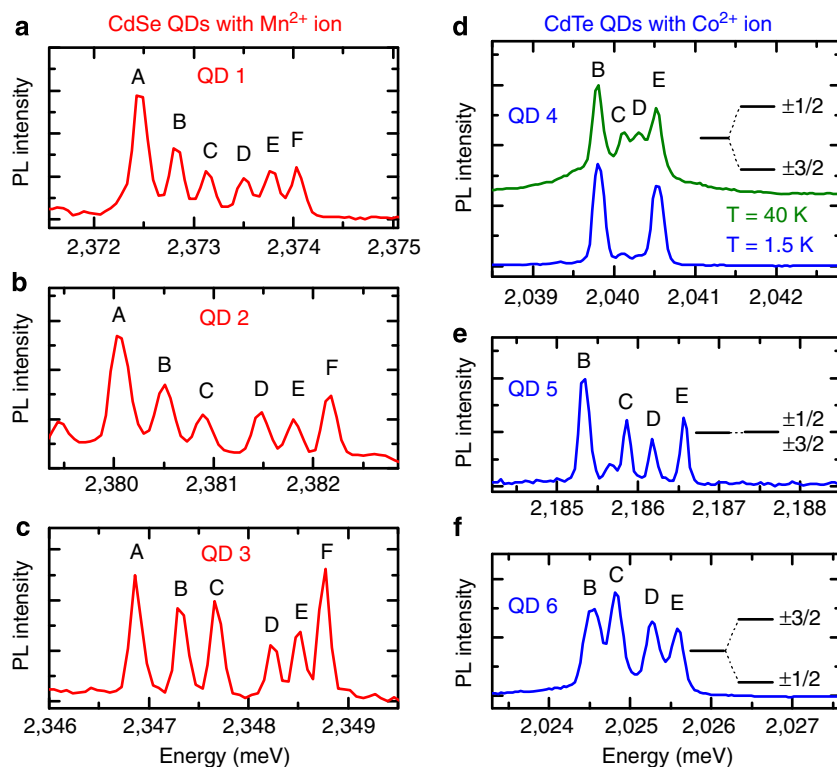 CdSe QDs with Mn²⁺ ion
a
QD 1
A
B
C
D
E
F
PL intensity
2,372
2,373
2,374
2,375
b
QD 2
A
B
C
D
E
F
PL intensity
2,380
2,381
2,382
c
QD 3
A
B
C
D
E
F
PL intensity
2,346
2,347
2,348
2,349
Energy (meV)
CdTe QDs with Co²⁺ ion
d
QD 4
B
C
D
E
±1/2
±3/2
T = 40 K
T = 1.5 K
PL intensity
2,039
2,040
2,041
2,042
e
QD 5
B
C
D
E
±1/2
±3/2
PL intensity
2,185
2,186
2,187
2,188
f
QD 6
B
C
D
E
±3/2
±1/2
PL intensity
2,024
2,025
2,026
2,027
Energy (meV)